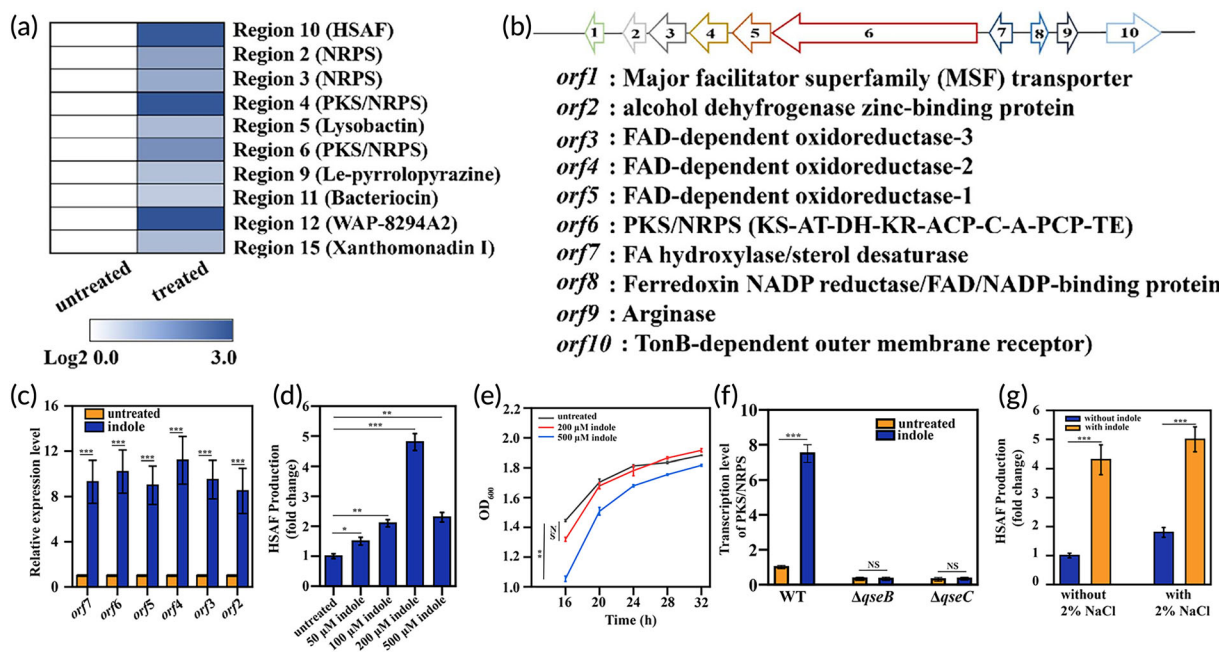 (a)
Region 10 (HSAF)
Region 2 (NRPS)
Region 3 (NRPS)
Region 4 (PKS/NRPS)
Region 5 (Lysobactin)
Region 6 (PKS/NRPS)
Region 9 (Le-pyrrolopyrazine)
Region 11 (Bacteriocin)
Region 12 (WAP-8294A2)
Region 15 (Xanthomonadin I)
untreated treated
Log2 0.0 3.0
(b)
1 2 3 4 5 6 7 8 9 10
orf1 : Major facilitator superfamily (MSF) transporter
orf2 : alcohol dehyfrogenase zinc-binding protein
orf3 : FAD-dependent oxidoreductase-3
orf4 : FAD-dependent oxidoreductase-2
orf5 : FAD-dependent oxidoreductase-1
orf6 : PKS/NRPS (KS-AT-DH-KR-ACP-C-A-PCP-TE)
orf7 : FA hydroxylase/sterol desaturase
orf8 : Ferredoxin NADP reductase/FAD/NADP-binding protein
orf9 : Arginase
orf10 : TonB-dependent outer membrane receptor)
(c)
Relative expression level
16
12
8
4
0
untreated
indole
*** *** *** *** *** ***
orf7 orf6 orf5 orf4 orf3 orf2
(d)
HSAF Production
(fold change)
6
5
4
3
2
1
0
**
***
**
*
untreated
50 µM indole
100 µM indole
200 µM indole
500 µM indole
(e)
OD600
2.2
2.0
1.8
1.6
1.4
1.2
1.0
untreated
200 µM indole
500 µM indole
NS
**
16 20 24 28 32
Time (h)
(f)
Transcription level
of PKS/NRPS
10
8
6
4
2
0
untreated
indole
*** NS NS
WT ΔqseB ΔqseC
(g)
HSAF Production
(fold change)
6
5
4
3
2
1
0
without indole
with indole
*** ***
without
2% NaCl
with
2% NaCl